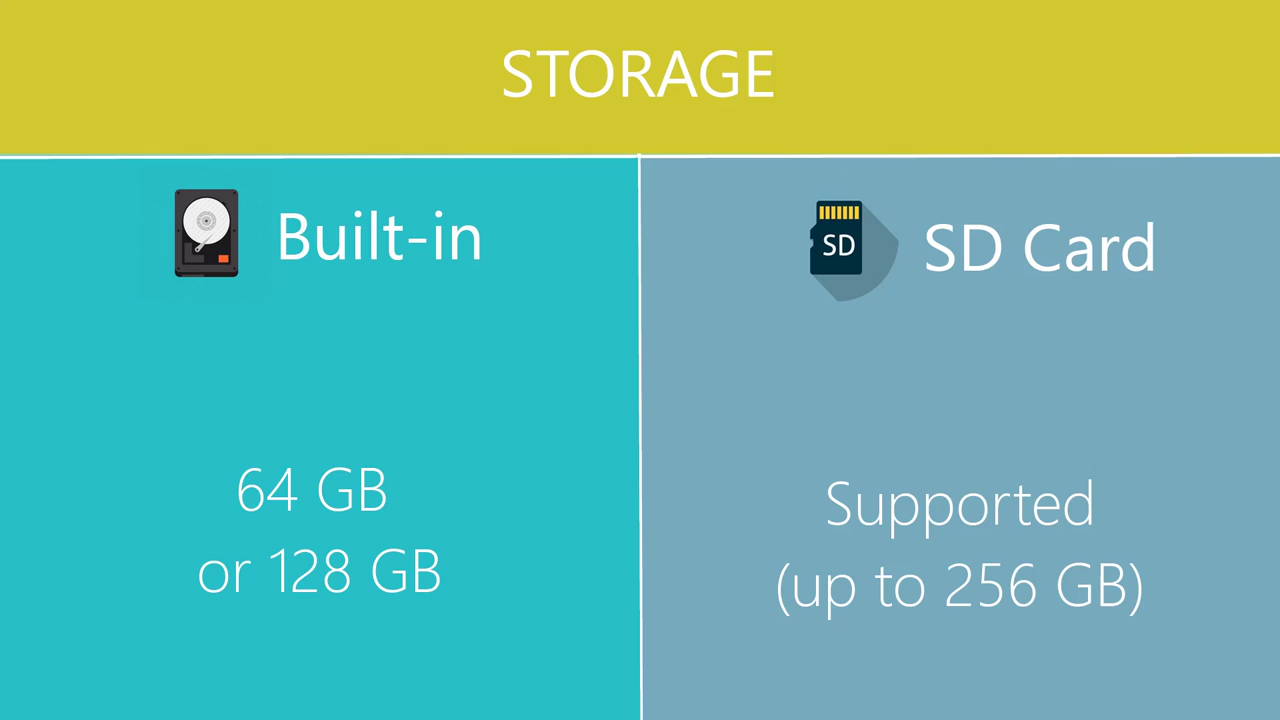 STORAGE
Built-in
64 GB
or 128 GB
SD
SD Card
Supported
(up to 256 GB)